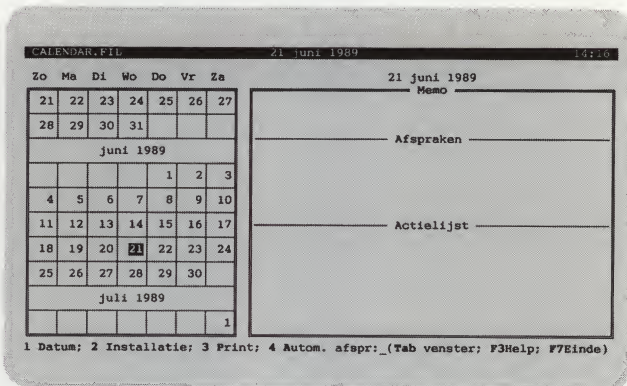 CALENDAR.FIL 21 juni 1989 14:16
Zo Ma Di Wo Do Vr Za
21 22 23 24 25 26 27
28 29 30 31
juni 1989
1 2 3
4 5 6 7 8 9 10
11 12 13 14 15 16 17
18 19 20 21 22 23 24
25 26 27 28 29 30
juli 1989
1
21 juni 1989
Memo
Afspraken
Actielijst
1 Datum; 2 Installatie; 3 Print; 4 Autom. afspr:_(Tab venster; F3Help; F7Einde)